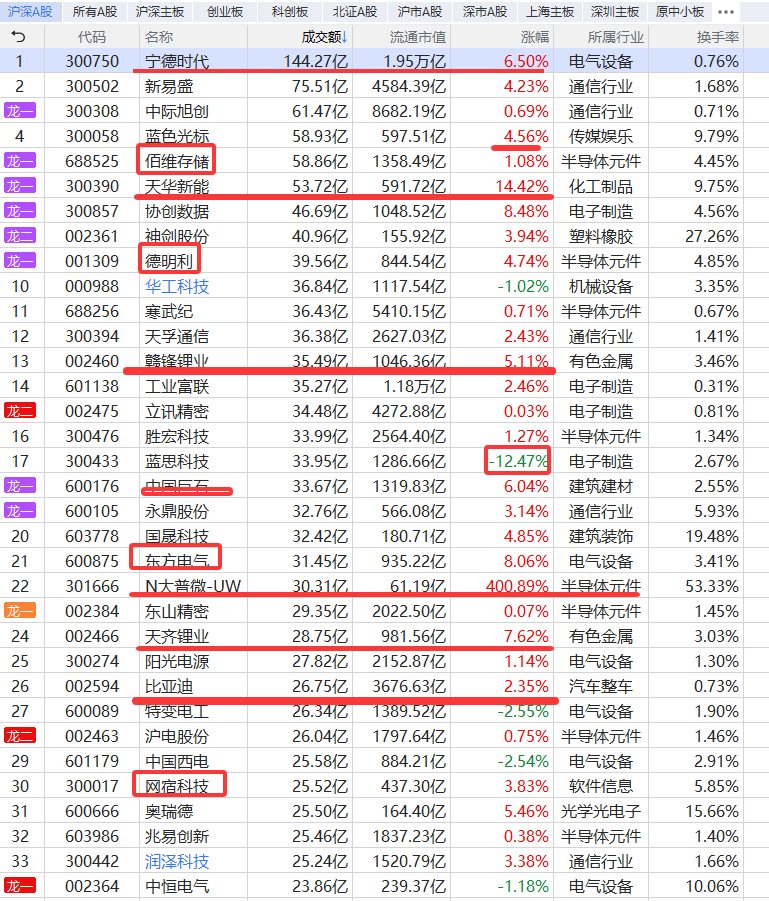 沪深A股 所有A股 沪深主板 创业板 科创板 北证A股 沪市A股 深市A股 上海主板 深圳主板 原中小板
代码 名称 成交额↓ 流通市值 涨幅 所属行业 换手率
1 300750 宁德时代 144.27亿 1.95万亿 6.50% 电气设备 0.76%
2 300502 新易盛 75.51亿 4584.39亿 4.23% 通信行业 1.68%
龙一 300308 中际旭创 61.47亿 8682.19亿 0.69% 通信行业 0.71%
4 300058 蓝色光标 58.93亿 597.51亿 4.56% 传媒娱乐 9.79%
龙一 688525 佰维存储 58.86亿 1358.49亿 1.08% 半导体元件 4.45%
龙一 300390 天华新能 53.72亿 591.72亿 14.42% 化工制品 9.75%
龙一 300857 协创数据 46.69亿 1048.52亿 8.48% 电子制造 4.56%
龙二 002361 神剑股份 40.96亿 155.92亿 3.94% 塑料橡胶 27.26%
龙一 001309 德明利 39.56亿 844.54亿 4.74% 半导体元件 4.85%
10 000988 华工科技 36.84亿 1117.54亿 -1.02% 机械设备 3.35%
11 688256 寒武纪 36.43亿 5410.15亿 0.71% 半导体元件 0.67%
12 300394 天孚通信 36.38亿 2627.03亿 2.43% 通信行业 1.41%
13 002460 赣锋锂业 35.49亿 1046.36亿 5.11% 有色金属 3.46%
14 601138 工业富联 35.27亿 1.18万亿 2.46% 电子制造 0.31%
龙二 002475 立讯精密 34.48亿 4272.88亿 0.03% 电子制造 0.81%
16 300476 胜宏科技 33.99亿 2564.40亿 1.27% 半导体元件 1.34%
17 300433 蓝思科技 33.95亿 1286.66亿 -12.47% 电子制造 2.67%
龙一 600176 中国巨石 33.67亿 1319.83亿 6.04% 建筑建材 2.55%
龙一 600105 永鼎股份 32.76亿 566.08亿 3.14% 通信行业 5.93%
20 603778 国晟科技 32.42亿 180.71亿 4.85% 建筑装饰 19.48%
21 600875 东方电气 31.45亿 935.22亿 8.06% 电气设备 3.41%
22 301666 N大普微-UW 30.31亿 61.19亿 400.89% 半导体元件 53.33%
龙一 002384 东山精密 29.35亿 2022.50亿 0.07% 半导体元件 1.45%
24 002466 天齐锂业 28.75亿 981.56亿 7.62% 有色金属 3.03%
25 300274 阳光电源 27.82亿 2152.87亿 1.14% 电气设备 1.30%
26 002594 比亚迪 26.75亿 3676.63亿 2.35% 汽车整车 0.73%
27 600089 特变电工 26.34亿 1389.52亿 -2.55% 电气设备 1.90%
龙二 002463 沪电股份 26.04亿 1797.64亿 0.75% 半导体元件 1.46%
29 601179 中国西电 25.58亿 884.21亿 -2.54% 电气设备 2.91%
30 300017 网宿科技 25.52亿 437.30亿 3.83% 软件信息 5.85%
31 600666 奥瑞德 25.50亿 164.40亿 5.46% 光学光电子 15.66%
32 603986 兆易创新 25.46亿 1837.23亿 0.38% 半导体元件 1.40%
33 300442 润泽科技 25.24亿 1520.79亿 3.38% 通信行业 1.66%
龙一 002364 中恒电气 23.86亿 239.37亿 -1.18% 电气设备 10.06%